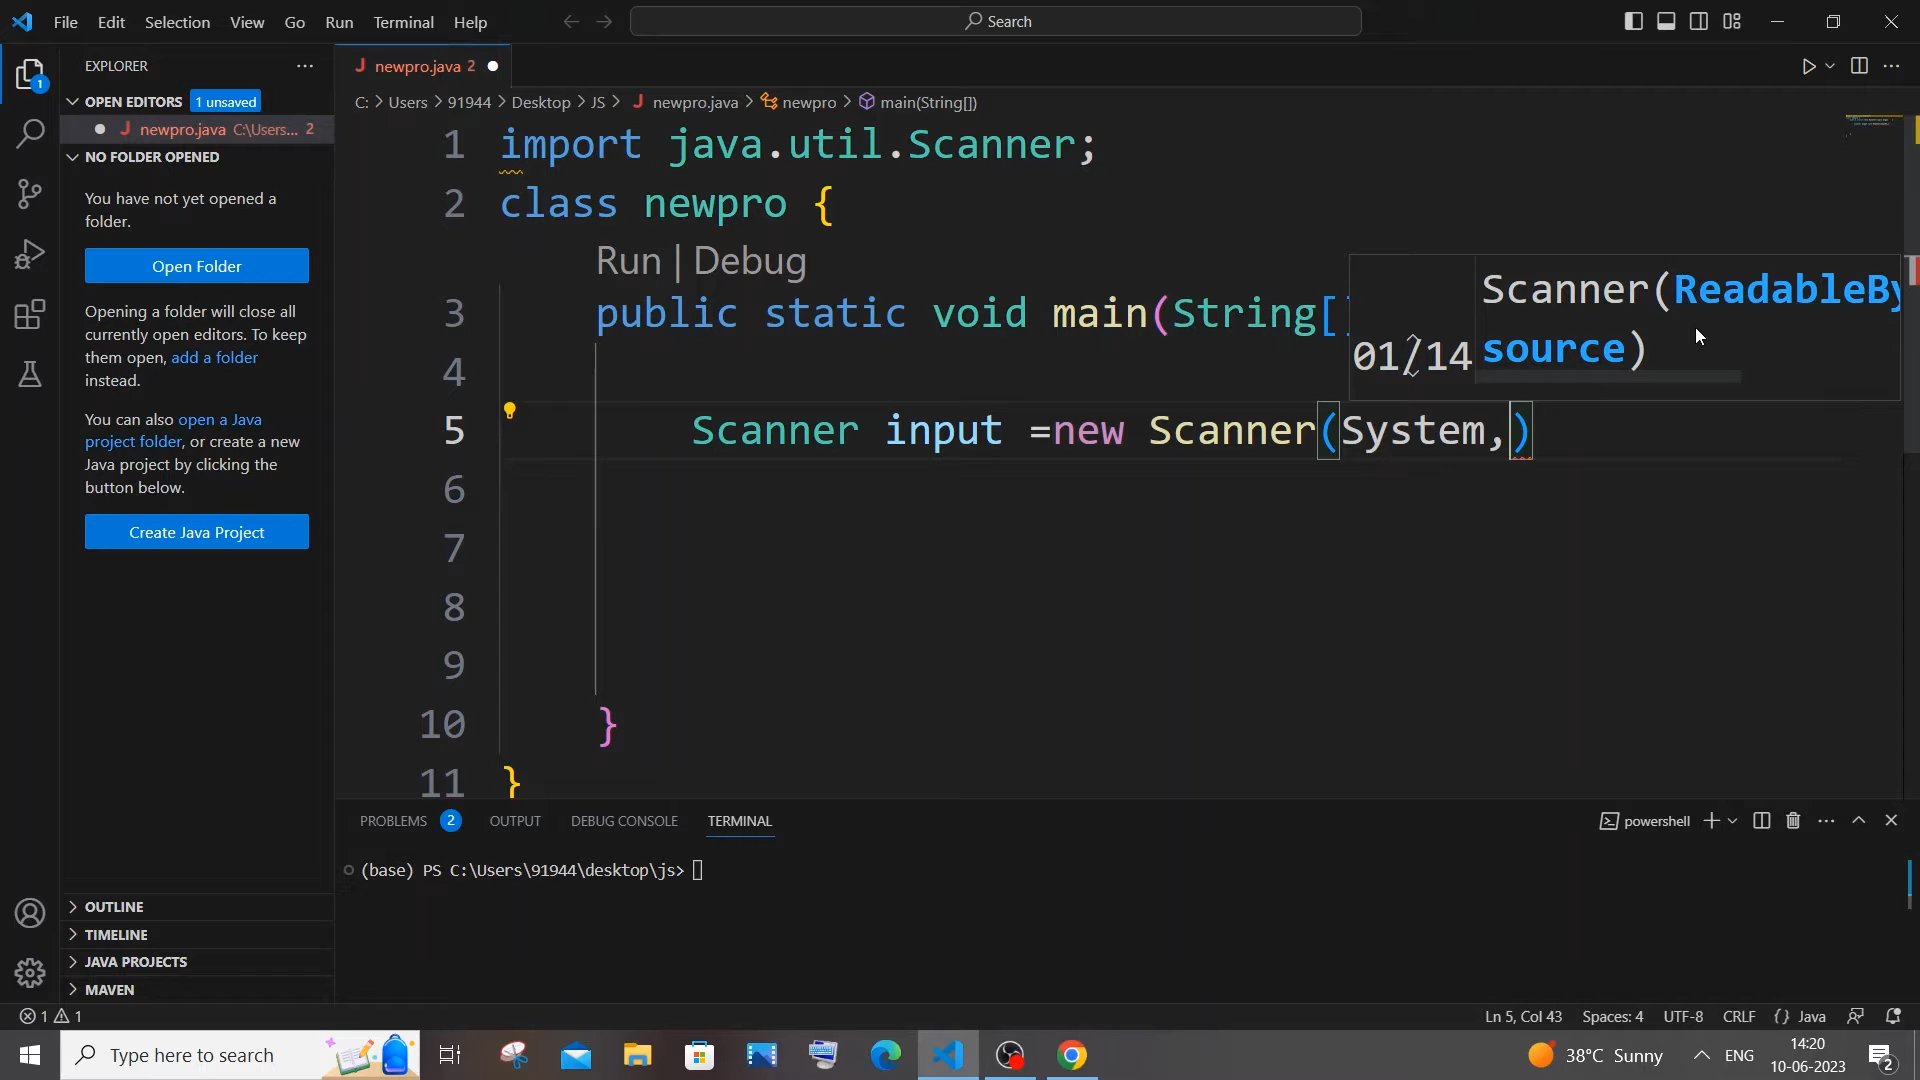 File Edit Selection View Go Run Terminal Help
Search
EXPLORER
OPEN EDITORS 1 unsaved
newpro.java C:\Users... 2
NO FOLDER OPENED
You have not yet opened a
folder.
Open Folder
Opening a folder will close all
currently open editors. To keep
them open, add a folder
instead.
You can also open a Java
project folder, or create a new
Java project by clicking the
button below.
Create Java Project
OUTLINE
TIMELINE
JAVA PROJECTS
MAVEN
1
J newpro.java 2
C: > Users > 91944 > Desktop > JS > J newpro.java > newpro > main(String[])
1 import java.util.Scanner;
2 class newpro {
Run | Debug
3 public static void main(String[]
4
5 Scanner input =new Scanner(System,)
6
7
8
9
10 }
11 }
01/14
Scanner(ReadableBy
source)
PROBLEMS 2 OUTPUT DEBUG CONSOLE TERMINAL
powershell
(base) PS C:\Users\91944\desktop\js>
1 1
Ln 5, Col 43 Spaces: 4 UTF-8 CRLF {} Java
Type here to search
38°C Sunny
ENG
14:20
10-06-2023
2